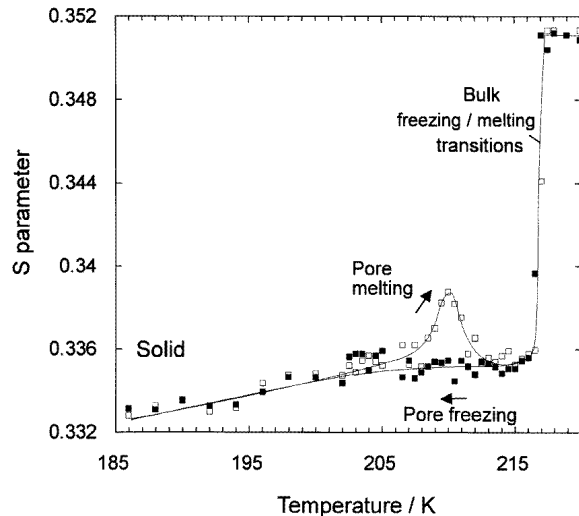 0.352
0.348
0.344
0.34
0.336
0.332
S parameter
Bulk
freezing / melting
transitions
Pore
melting
Solid
Pore freezing
185
195
205
215
Temperature / K